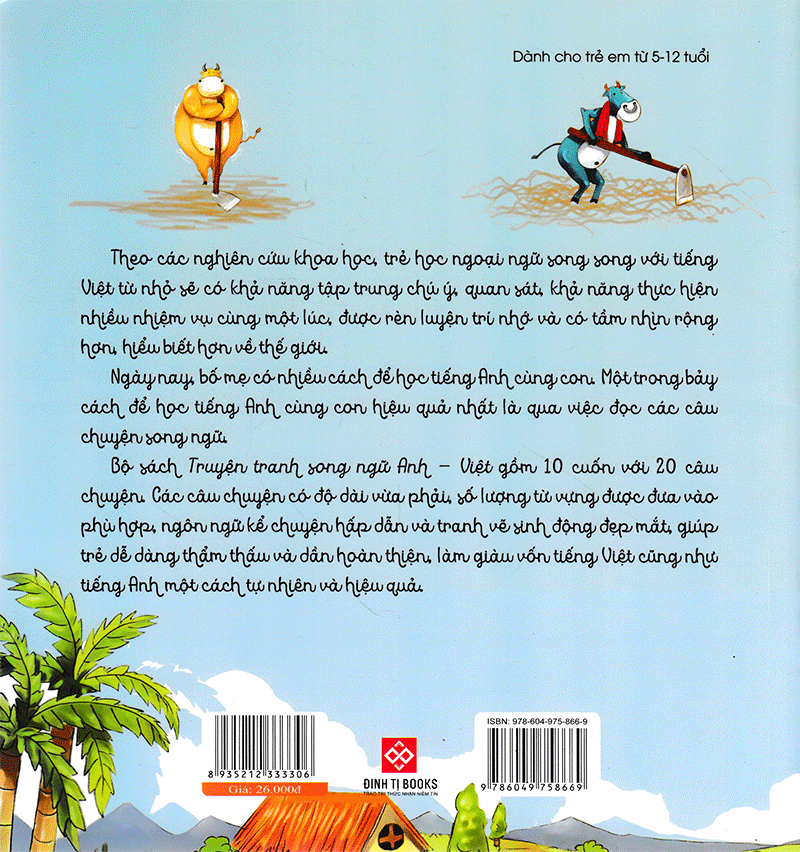 Dành cho trẻ em từ 5-12 tuổi
Theo các nghiên cứu khoa học, trẻ học ngoại ngữ song song với tiếng
Việt từ nhỏ sẽ có khả năng tập trung chú ý, quan sát, khả năng thực hiện
nhiều nhiệm vụ cùng một lúc, được rèn luyện trí nhớ và có tầm nhìn rộng
hơn, hiểu biết hơn về thế giới.
Ngày nay, bố mẹ có nhiều cách để học tiếng Anh cùng con. Một trong bảy
cách để học tiếng Anh cùng con hiệu quả nhất là qua việc đọc các câu
chuyện song ngữ.
Bộ sách Truyện tranh song ngữ Anh – Việt gồm 10 cuốn với 20 câu
chuyện. Các câu chuyện có độ dài vừa phải, số lượng từ vựng được đưa vào
phù hợp, ngôn ngữ kể chuyện hấp dẫn và tranh vẽ sinh động đẹp mắt, giúp
trẻ dễ dàng thẩm thấu và dần hoàn thiện, làm giàu vốn tiếng Việt cũng như
tiếng Anh một cách tự nhiên và hiệu quả.
8 935212 333306
Giá: 26.000đ
ĐINH TỊ BOOKS
TRAO TRI THỨC NHẬN NIỀM TIN
ISBN: 978-604-975-866-9
9 786049 758669